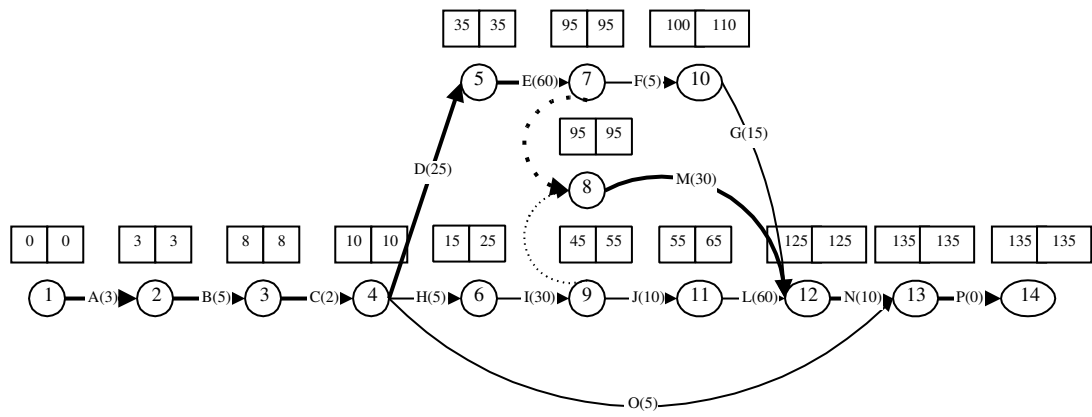 35 35 95 95 100 110
5 E(60) 7 F(5) 10
95 95 G(15)
D(25) 8 M(30)
0 0 3 3 8 8 10 10 15 25 45 55 55 65 125 125 135 135 135 135
1 A(3) 2 B(5) 3 C(2) 4 H(5) 6 I(30) 9 J(10) 11 L(60) 12 N(10) 13 P(0) 14
O(5)